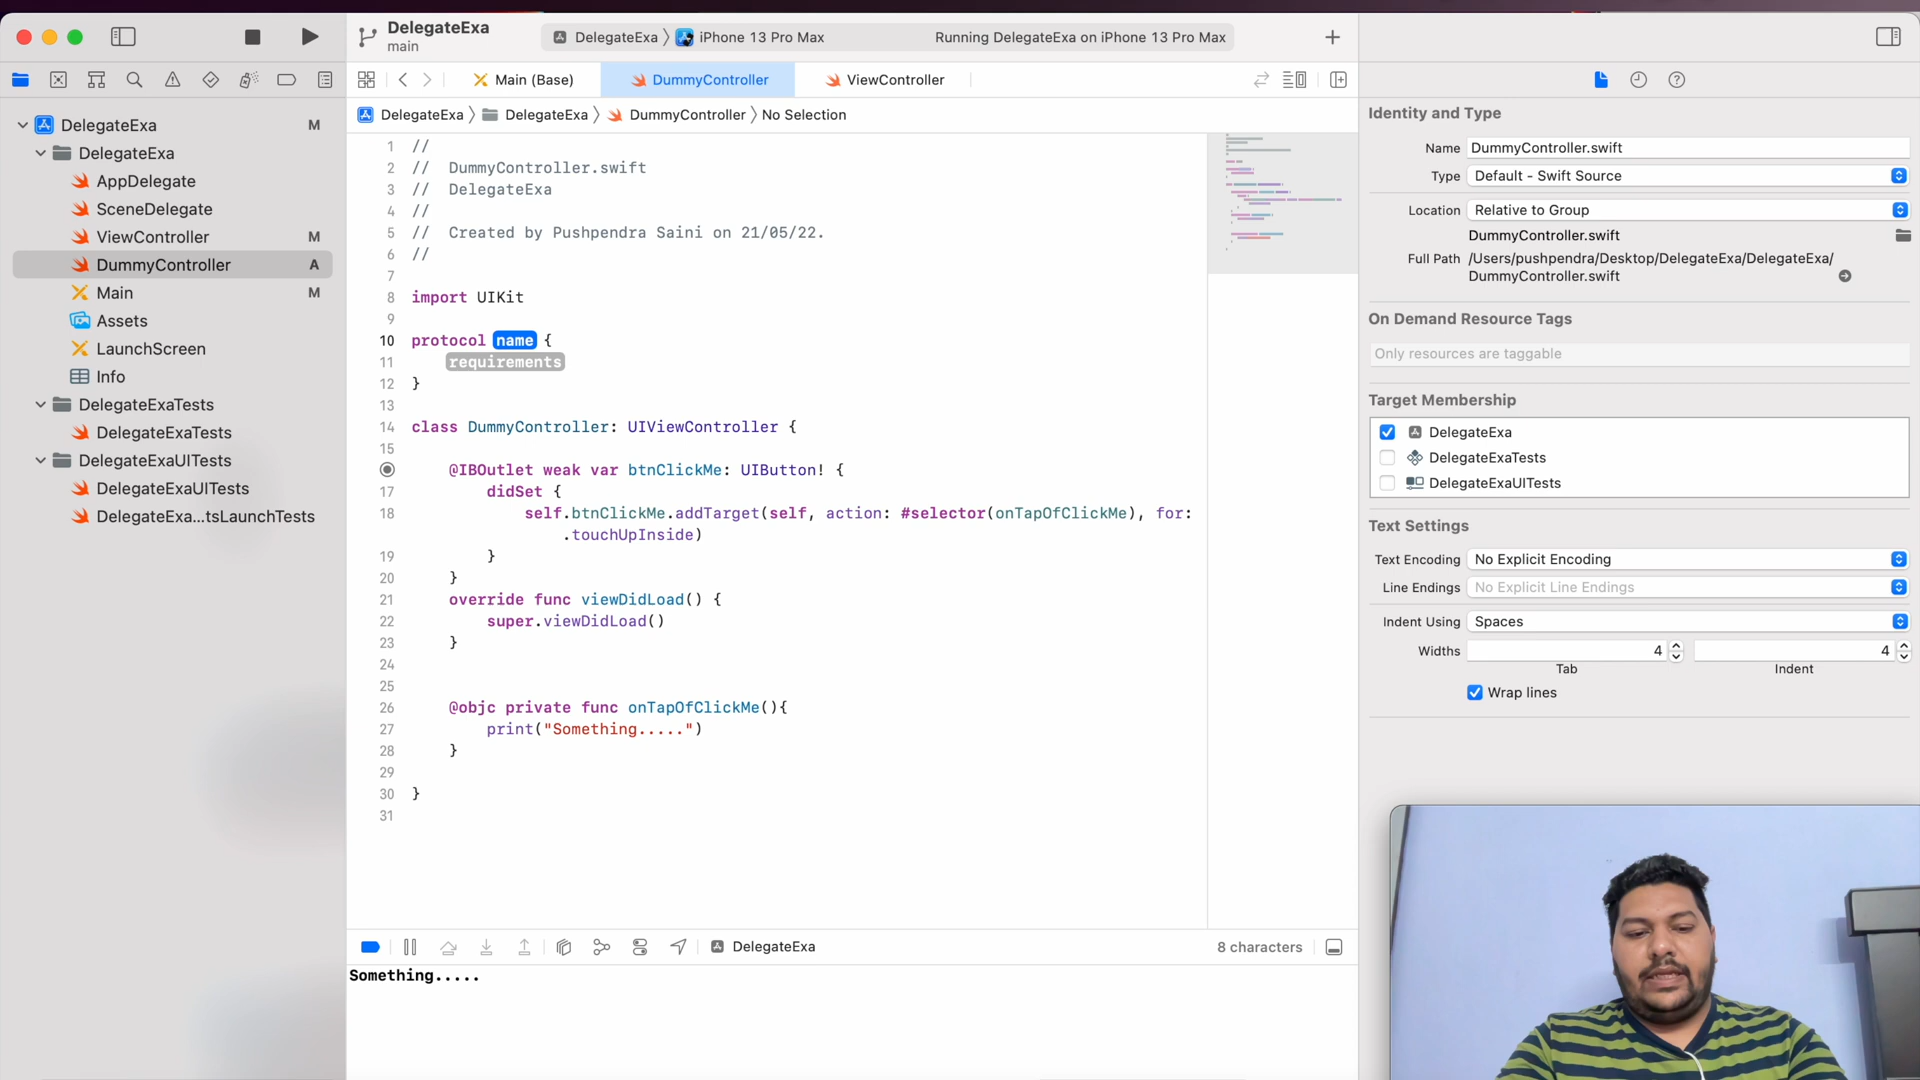 DelegateExa
main
DelegateExa
iPhone 13 Pro Max
Running DelegateExa on iPhone 13 Pro Max
Main (Base)
DummyController
ViewController
DelegateExa
DelegateExa
DummyController
No Selection
DelegateExa M
DelegateExa
AppDelegate
SceneDelegate
ViewController M
DummyController A
Main M
Assets
LaunchScreen
Info
DelegateExaTests
DelegateExaTests
DelegateExaUITests
DelegateExaUITests
DelegateExa...tsLaunchTests
1 //
2 //  DummyController.swift
3 //  DelegateExa
4 //
5 //  Created by Pushpendra Saini on 21/05/22.
6 //
7
8 import UIKit
9
10 protocol name {
11     requirements
12 }
13
14 class DummyController: UIViewController {
15
    @IBOutlet weak var btnClickMe: UIButton! {
17         didSet {
18             self.btnClickMe.addTarget(self, action: #selector(onTapOfClickMe), for:
.touchUpInside)
19         }
20     }
21     override func viewDidLoad() {
22         super.viewDidLoad()
23     }
24
25
26     @objc private func onTapOfClickMe(){
27         print("Something.....")
28     }
29
30 }
31
DelegateExa
8 characters
Something.....
Identity and Type
Name DummyController.swift
Type Default - Swift Source
Location Relative to Group
DummyController.swift
Full Path /Users/pushpendra/Desktop/DelegateExa/DelegateExa/
DummyController.swift
On Demand Resource Tags
Only resources are taggable
Target Membership
DelegateExa
DelegateExaTests
DelegateExaUITests
Text Settings
Text Encoding No Explicit Encoding
Line Endings No Explicit Line Endings
Indent Using Spaces
Widths 4 4
Tab Indent
Wrap lines